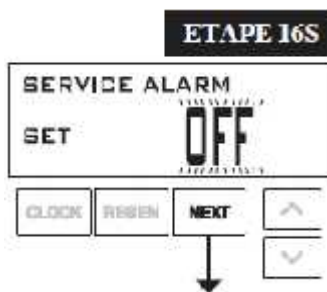 ETAPE 16S
SERVICE ALARM
SET OFF
CLOCK REGEN NEXT